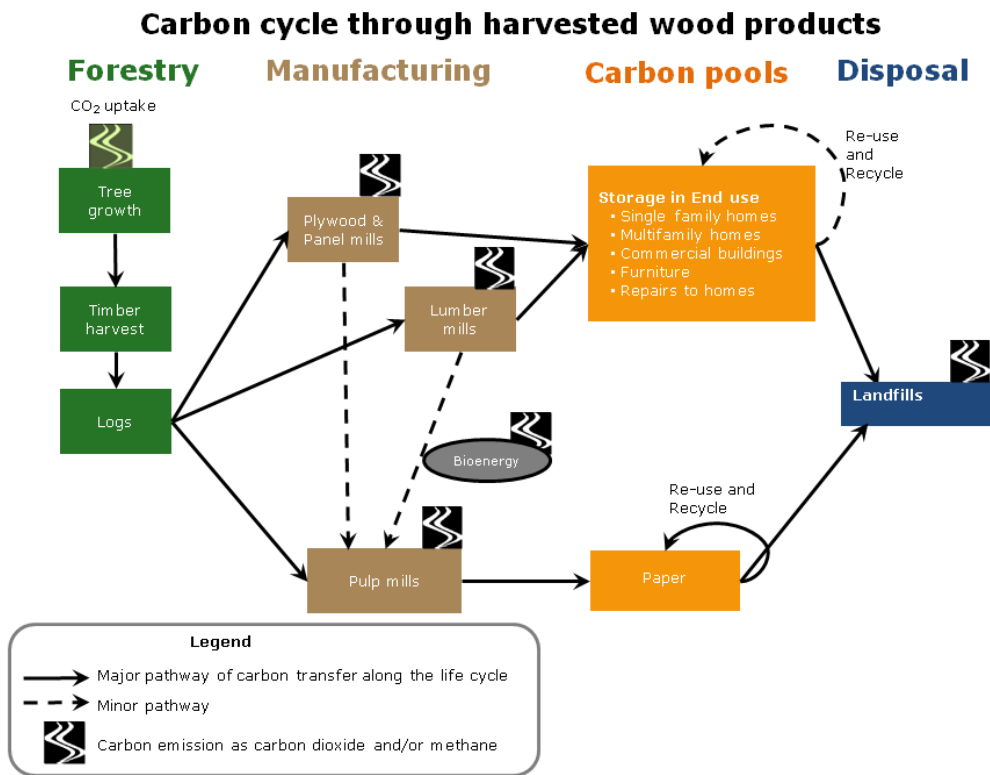 Carbon cycle through harvested wood products
Forestry
Manufacturing
Carbon pools
Disposal
CO₂ uptake
Tree
growth
Timber
harvest
Logs
Plywood &
Panel mills
Lumber
mills
Bioenergy
Pulp mills
Storage in End use
• Single family homes
• Multifamily homes
• Commercial buildings
• Furniture
• Repairs to homes
Re-use
and
Recycle
Re-use and
Recycle
Paper
Landfills
Legend
Major pathway of carbon transfer along the life cycle
Minor pathway
Carbon emission as carbon dioxide and/or methane